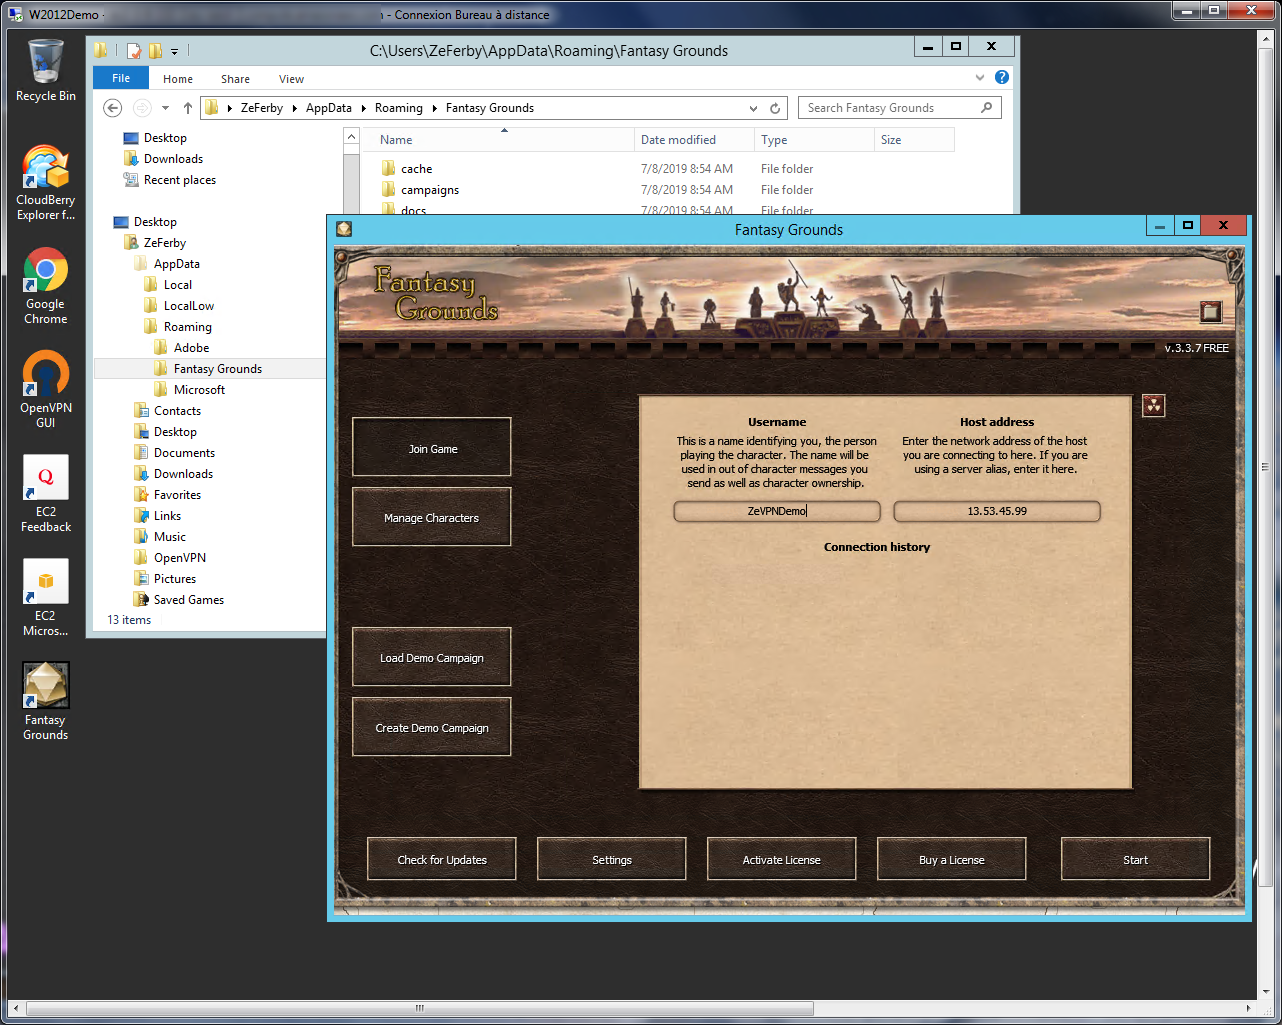 W2012Demo - - Connexion Bureau à distance
Recycle Bin
CloudBerry
Explorer f...
Google
Chrome
OpenVPN
GUI
EC2
Feedback
EC2
Micros...
Fantasy
Grounds
C:\Users\ZeFerby\AppData\Roaming\Fantasy Grounds
File Home Share View
ZeFerby AppData Roaming Fantasy Grounds
Search Fantasy Grounds
Desktop
Downloads
Recent places
Desktop
ZeFerby
AppData
Local
LocalLow
Roaming
Adobe
Fantasy Grounds
Microsoft
Contacts
Desktop
Documents
Downloads
Favorites
Links
Music
OpenVPN
Pictures
Saved Games
13 items
Name Date modified Type Size
cache 7/8/2019 8:54 AM File folder
campaigns 7/8/2019 8:54 AM File folder
docs 7/8/2019 8:54 AM File folder
Fantasy Grounds
Fantasy
Grounds
v.3.3.7 FREE
Join Game
Manage Characters
Load Demo Campaign
Create Demo Campaign
Username
This is a name identifying you, the person
playing the character. The name will be
used in out of character messages you
send as well as character ownership.
ZeVPNDemo
Host address
Enter the network address of the host
you are connecting to here. If you are
using a server alias, enter it here.
13.53.45.99
Connection history
Check for Updates
Settings
Activate License
Buy a License
Start